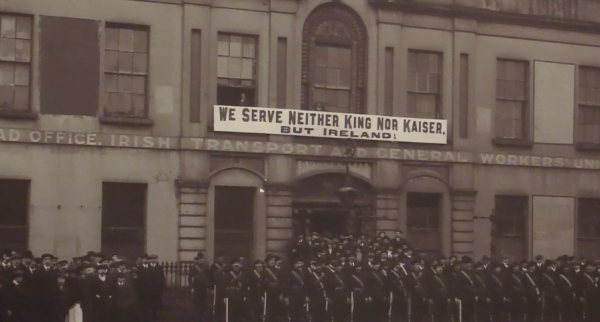 WE SERVE NEITHER KING NOR KAISER,
BUT IRELAND:
AD OFFICE, IRISH TRANSPORT AND GENERAL WORKERS' UNI